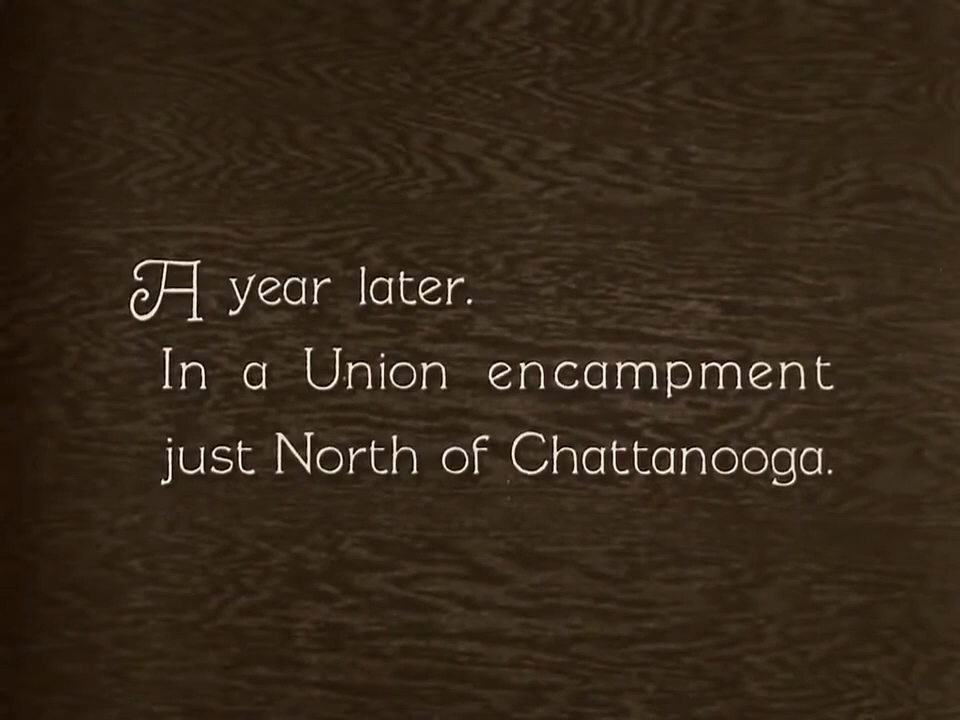 A year later.
In a Union encampment
just North of Chattanooga.